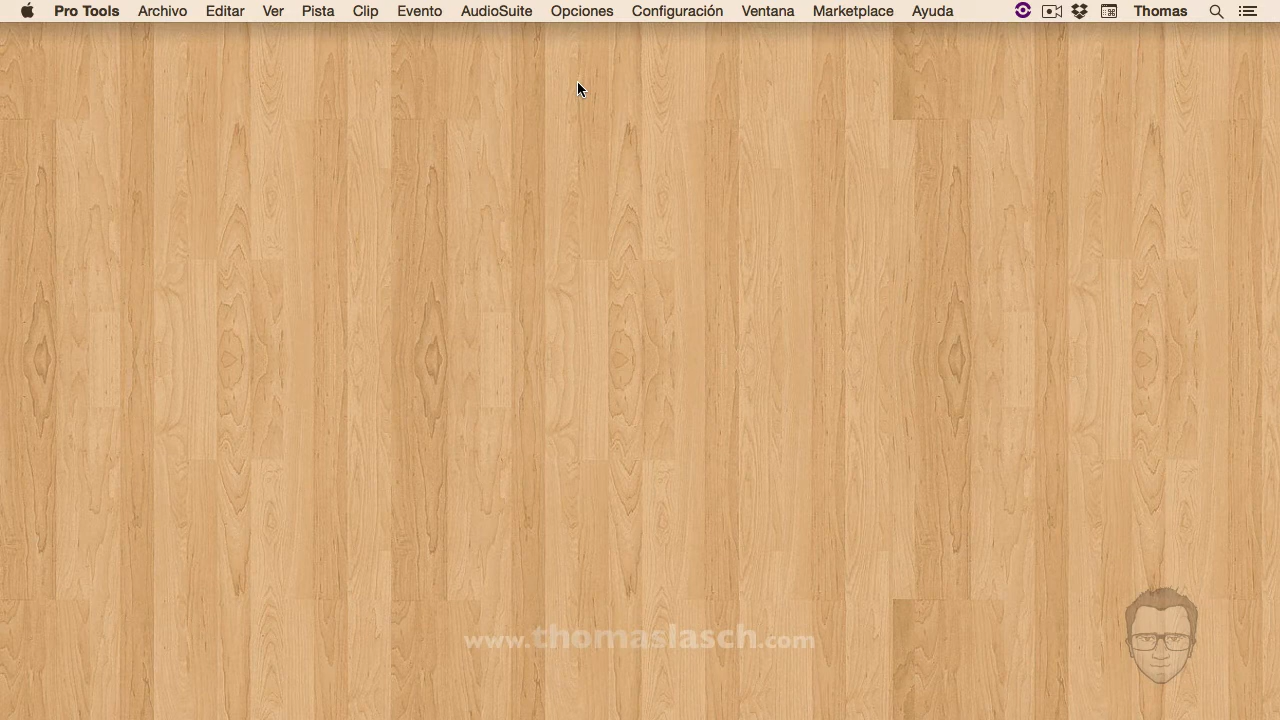 Pro Tools Archivo Editar Ver Pista Clip Evento AudioSuite Opciones Configuración Ventana Marketplace Ayuda Thomas
www.thomaslasch.com